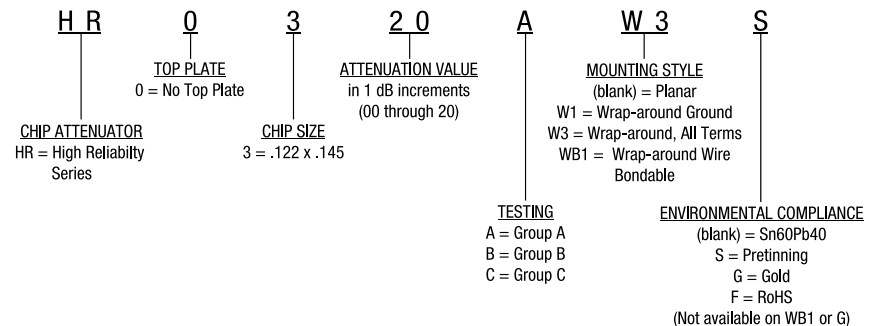 H R 0 3 2 0 A W 3 S
TOP PLATE
0 = No Top Plate
ATTENUATION VALUE
in 1 dB increments
(00 through 20)
MOUNTING STYLE
(blank) = Planar
W1 = Wrap-around Ground
W3 = Wrap-around, All Terms
WB1 = Wrap-around Wire
Bondable
CHIP ATTENUATOR
HR = High Reliabilty
Series
CHIP SIZE
3 = .122 x .145
TESTING
A = Group A
B = Group B
C = Group C
ENVIRONMENTAL COMPLIANCE
(blank) = Sn60Pb40
S = Pretinning
G = Gold
F = RoHS
(Not available on WB1 or G)